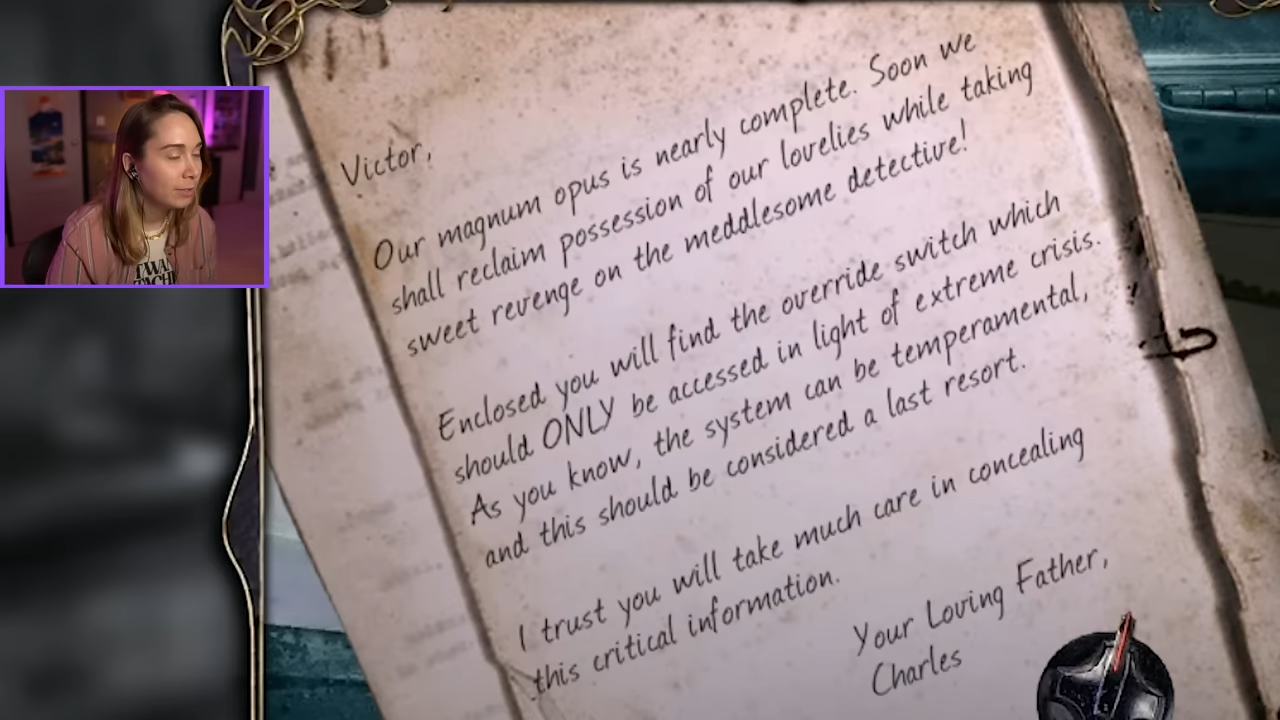 Victor,
Our magnum opus is nearly complete. Soon we
shall reclaim possession of our lovelies while taking
sweet revenge on the meddlesome detective!
Enclosed you will find the override switch which
should ONLY be accessed in light of extreme crisis.
As you know, the system can be temperamental,
and this should be considered a last resort.
I trust you will take much care in concealing
this critical information.
Your Loving Father,
Charles